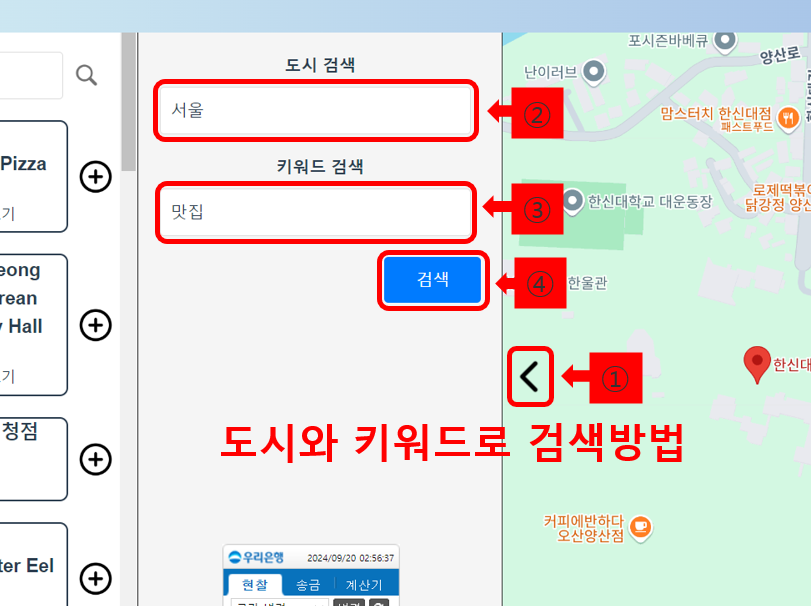 Pizza
기
eong
rean
Hall
기
청점
ter Eel
도시 검색
서울
②
키워드 검색
맛집
③
검색
④
①
도시와 키워드로 검색방법
우리은행
2024/09/20 02:56:37
현찰
송금
계산기
포시즌바베큐
양산로
난이러브
맘스터치 한신대점
패스트푸드
한신대학교 대운동장
로제떡볶이
닭강정 양산
한울관
한신대
커피에반하다
오산양산점